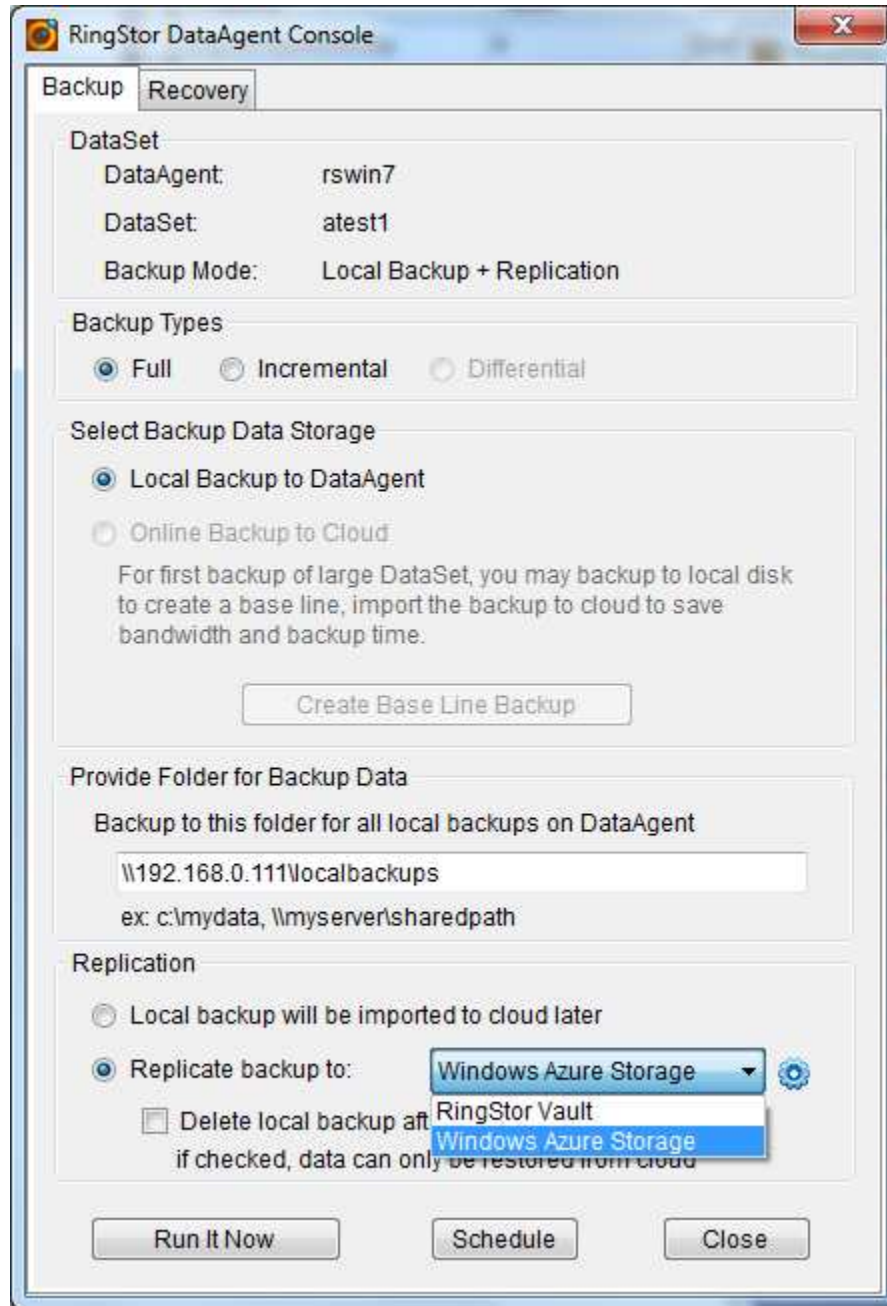 RingStor DataAgent Console
Backup Recovery
DataSet
DataAgent: rswin7
DataSet: atest1
Backup Mode: Local Backup + Replication
Backup Types
Full Incremental Differential
Select Backup Data Storage
Local Backup to DataAgent
Online Backup to Cloud
For first backup of large DataSet, you may backup to local disk
to create a base line, import the backup to cloud to save
bandwidth and backup time.
Create Base Line Backup
Provide Folder for Backup Data
Backup to this folder for all local backups on DataAgent
\\192.168.0.111\localbackups
ex: c:\mydata, \\myserver\sharedpath
Replication
Local backup will be imported to cloud later
Replicate backup to: Windows Azure Storage
RingStor Vault
Delete local backup aft
Windows Azure Storage
if checked, data can only be restored from cloud
Run It Now Schedule Close